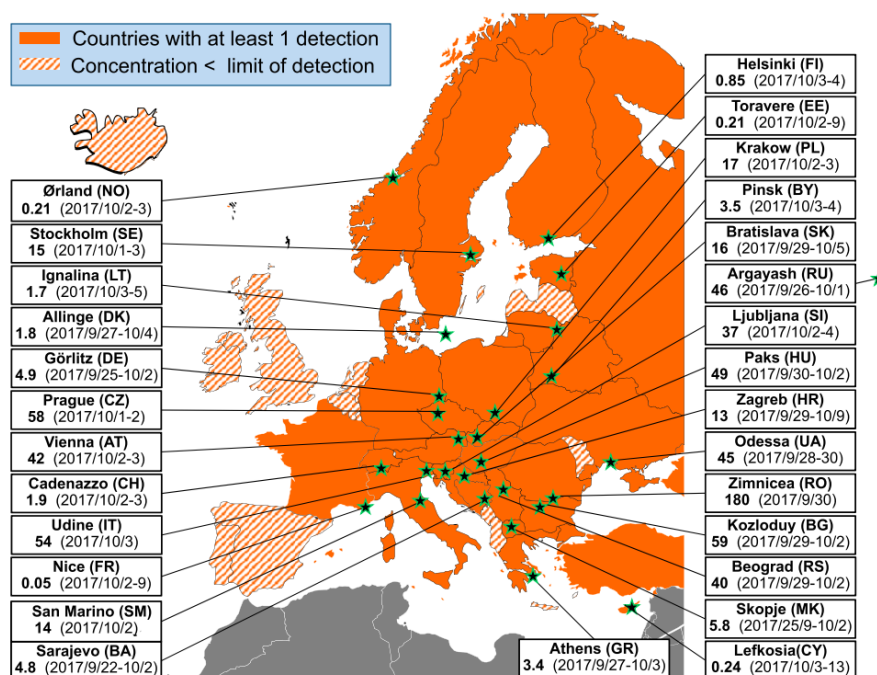 Countries with at least 1 detection
Concentration < limit of detection
Ørland (NO)
0.21 (2017/10/2-3)
Stockholm (SE)
15 (2017/10/1-3)
Ignalina (LT)
1.7 (2017/10/3-5)
Allinge (DK)
1.8 (2017/9/27-10/4)
Görlitz (DE)
4.9 (2017/9/25-10/2)
Prague (CZ)
58 (2017/10/1-2)
Vienna (AT)
42 (2017/10/2-3)
Cadenazzo (CH)
1.9 (2017/10/2-3)
Udine (IT)
54 (2017/10/3)
Nice (FR)
0.05 (2017/10/2-9)
San Marino (SM)
14 (2017/10/2)
Sarajevo (BA)
4.8 (2017/9/22-10/2)
Helsinki (FI)
0.85 (2017/10/3-4)
Toravere (EE)
0.21 (2017/10/2-9)
Krakow (PL)
17 (2017/10/2-3)
Pinsk (BY)
3.5 (2017/10/3-4)
Bratislava (SK)
16 (2017/9/29-10/5)
Argayash (RU)
46 (2017/9/26-10/1)
Ljubljana (SI)
37 (2017/10/2-4)
Paks (HU)
49 (2017/9/30-10/2)
Zagreb (HR)
13 (2017/9/29-10/9)
Odessa (UA)
45 (2017/9/28-30)
Zimnicea (RO)
180 (2017/9/30)
Kozloduy (BG)
59 (2017/9/29-10/2)
Beograd (RS)
40 (2017/9/29-10/2)
Skopje (MK)
5.8 (2017/25/9-10/2)
Lefkosia(CY)
0.24 (2017/10/3-13)
Athens (GR)
3.4 (2017/9/27-10/3)